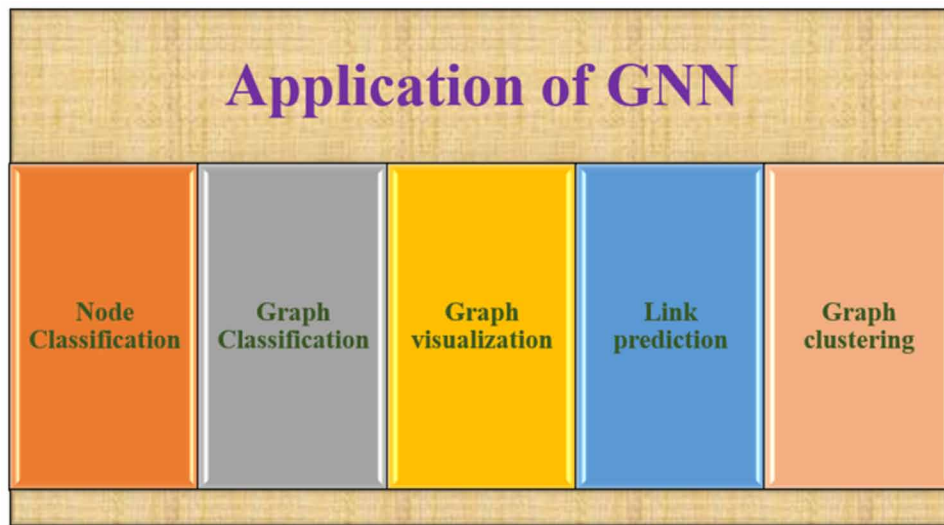 Application of GNN
Node
Classification
Graph
Classification
Graph
visualization
Link
prediction
Graph
clustering